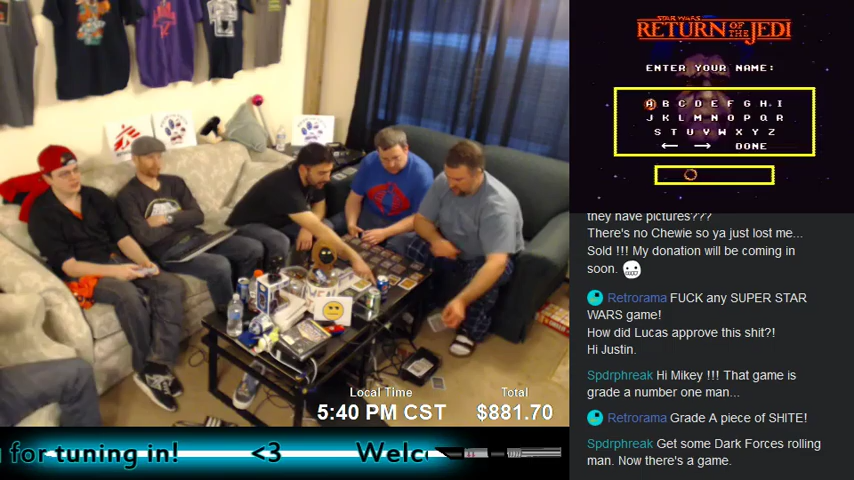 STAR WARS
RETURN OF THE JEDI
ENTER YOUR NAME:
A B C D E F G H I
J K L M N O P Q R
S T U V W X Y Z
← → DONE
they have pictures???
There's no Chewie so ya just lost me...
Sold !!! My donation will be coming in
soon.
Retrorama FUCK any SUPER STAR
WARS game!
How did Lucas approve this shit?!
Hi Justin.
Spdrphreak Hi Mikey !!! That game is
grade a number one man...
Retrorama Grade A piece of SHITE!
Spdrphreak Get some Dark Forces rolling
man. Now there's a game.
Local Time
5:40 PM CST
Total
$881.70
for tuning in! <3 Welc